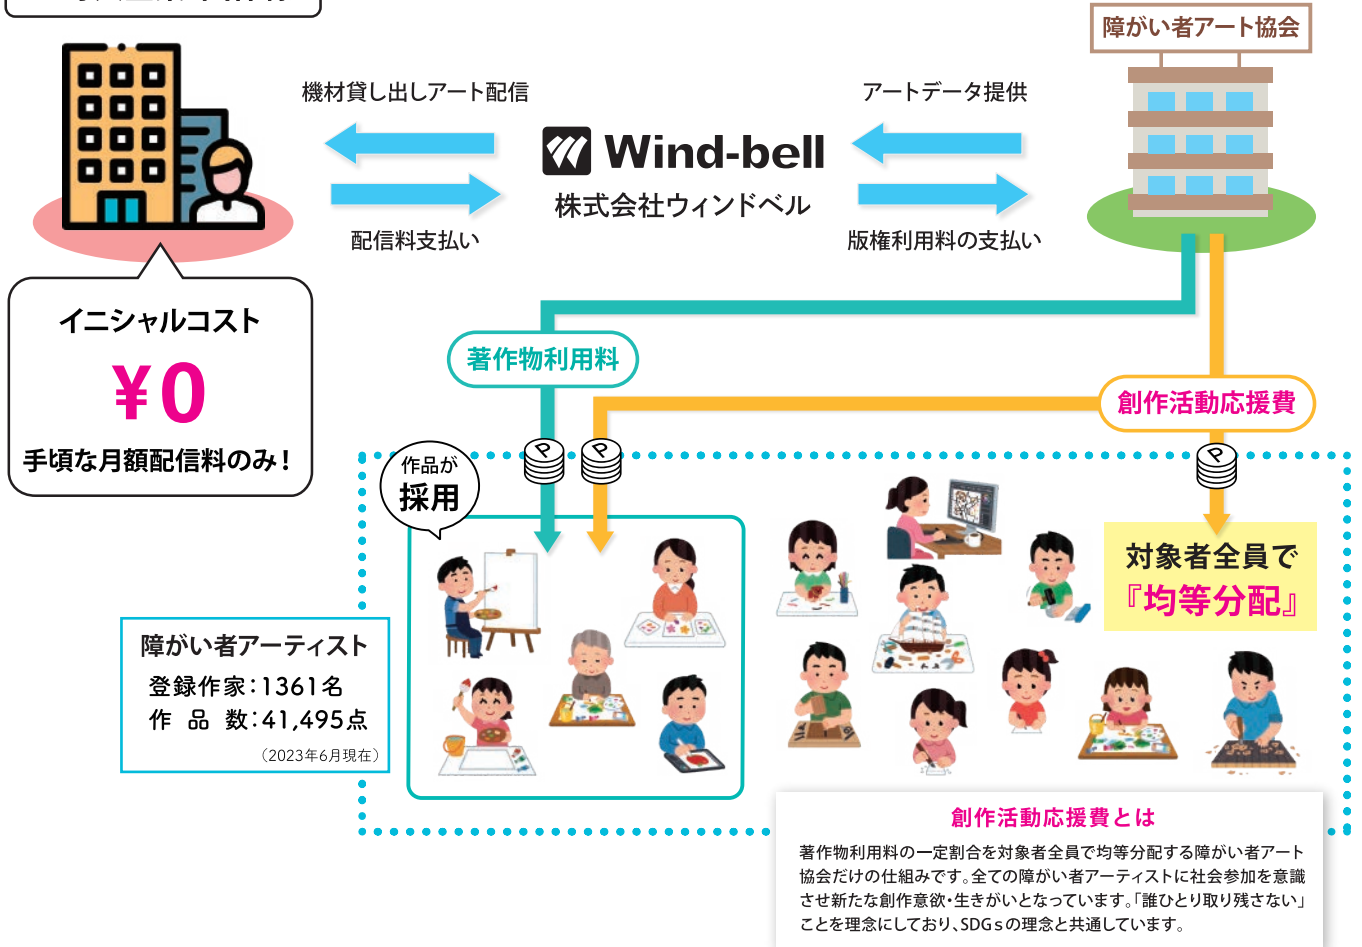 障がい者アート協会
機材貸し出しアート配信
アートデータ提供
Wind-bell
株式会社ウィンドベル
配信料支払い
版権利用料の支払い
イニシャルコスト
¥0
手頃な月額配信料のみ！
著作物利用料
創作活動応援費
P
P
P
作品が
採用
対象者全員で
『均等分配』
障がい者アーティスト
登録作家：1361名
作品数：41,495点
（2023年6月現在）
創作活動応援費とは
著作物利用料の一定割合を対象者全員で均等分配する障がい者アート
協会だけの仕組みです。全ての障がい者アーティストに社会参加を意識
させ新たな創作意欲・生きがいとなっています。「誰ひとり取り残さない」
ことを理念にしており、SDGsの理念と共通しています。